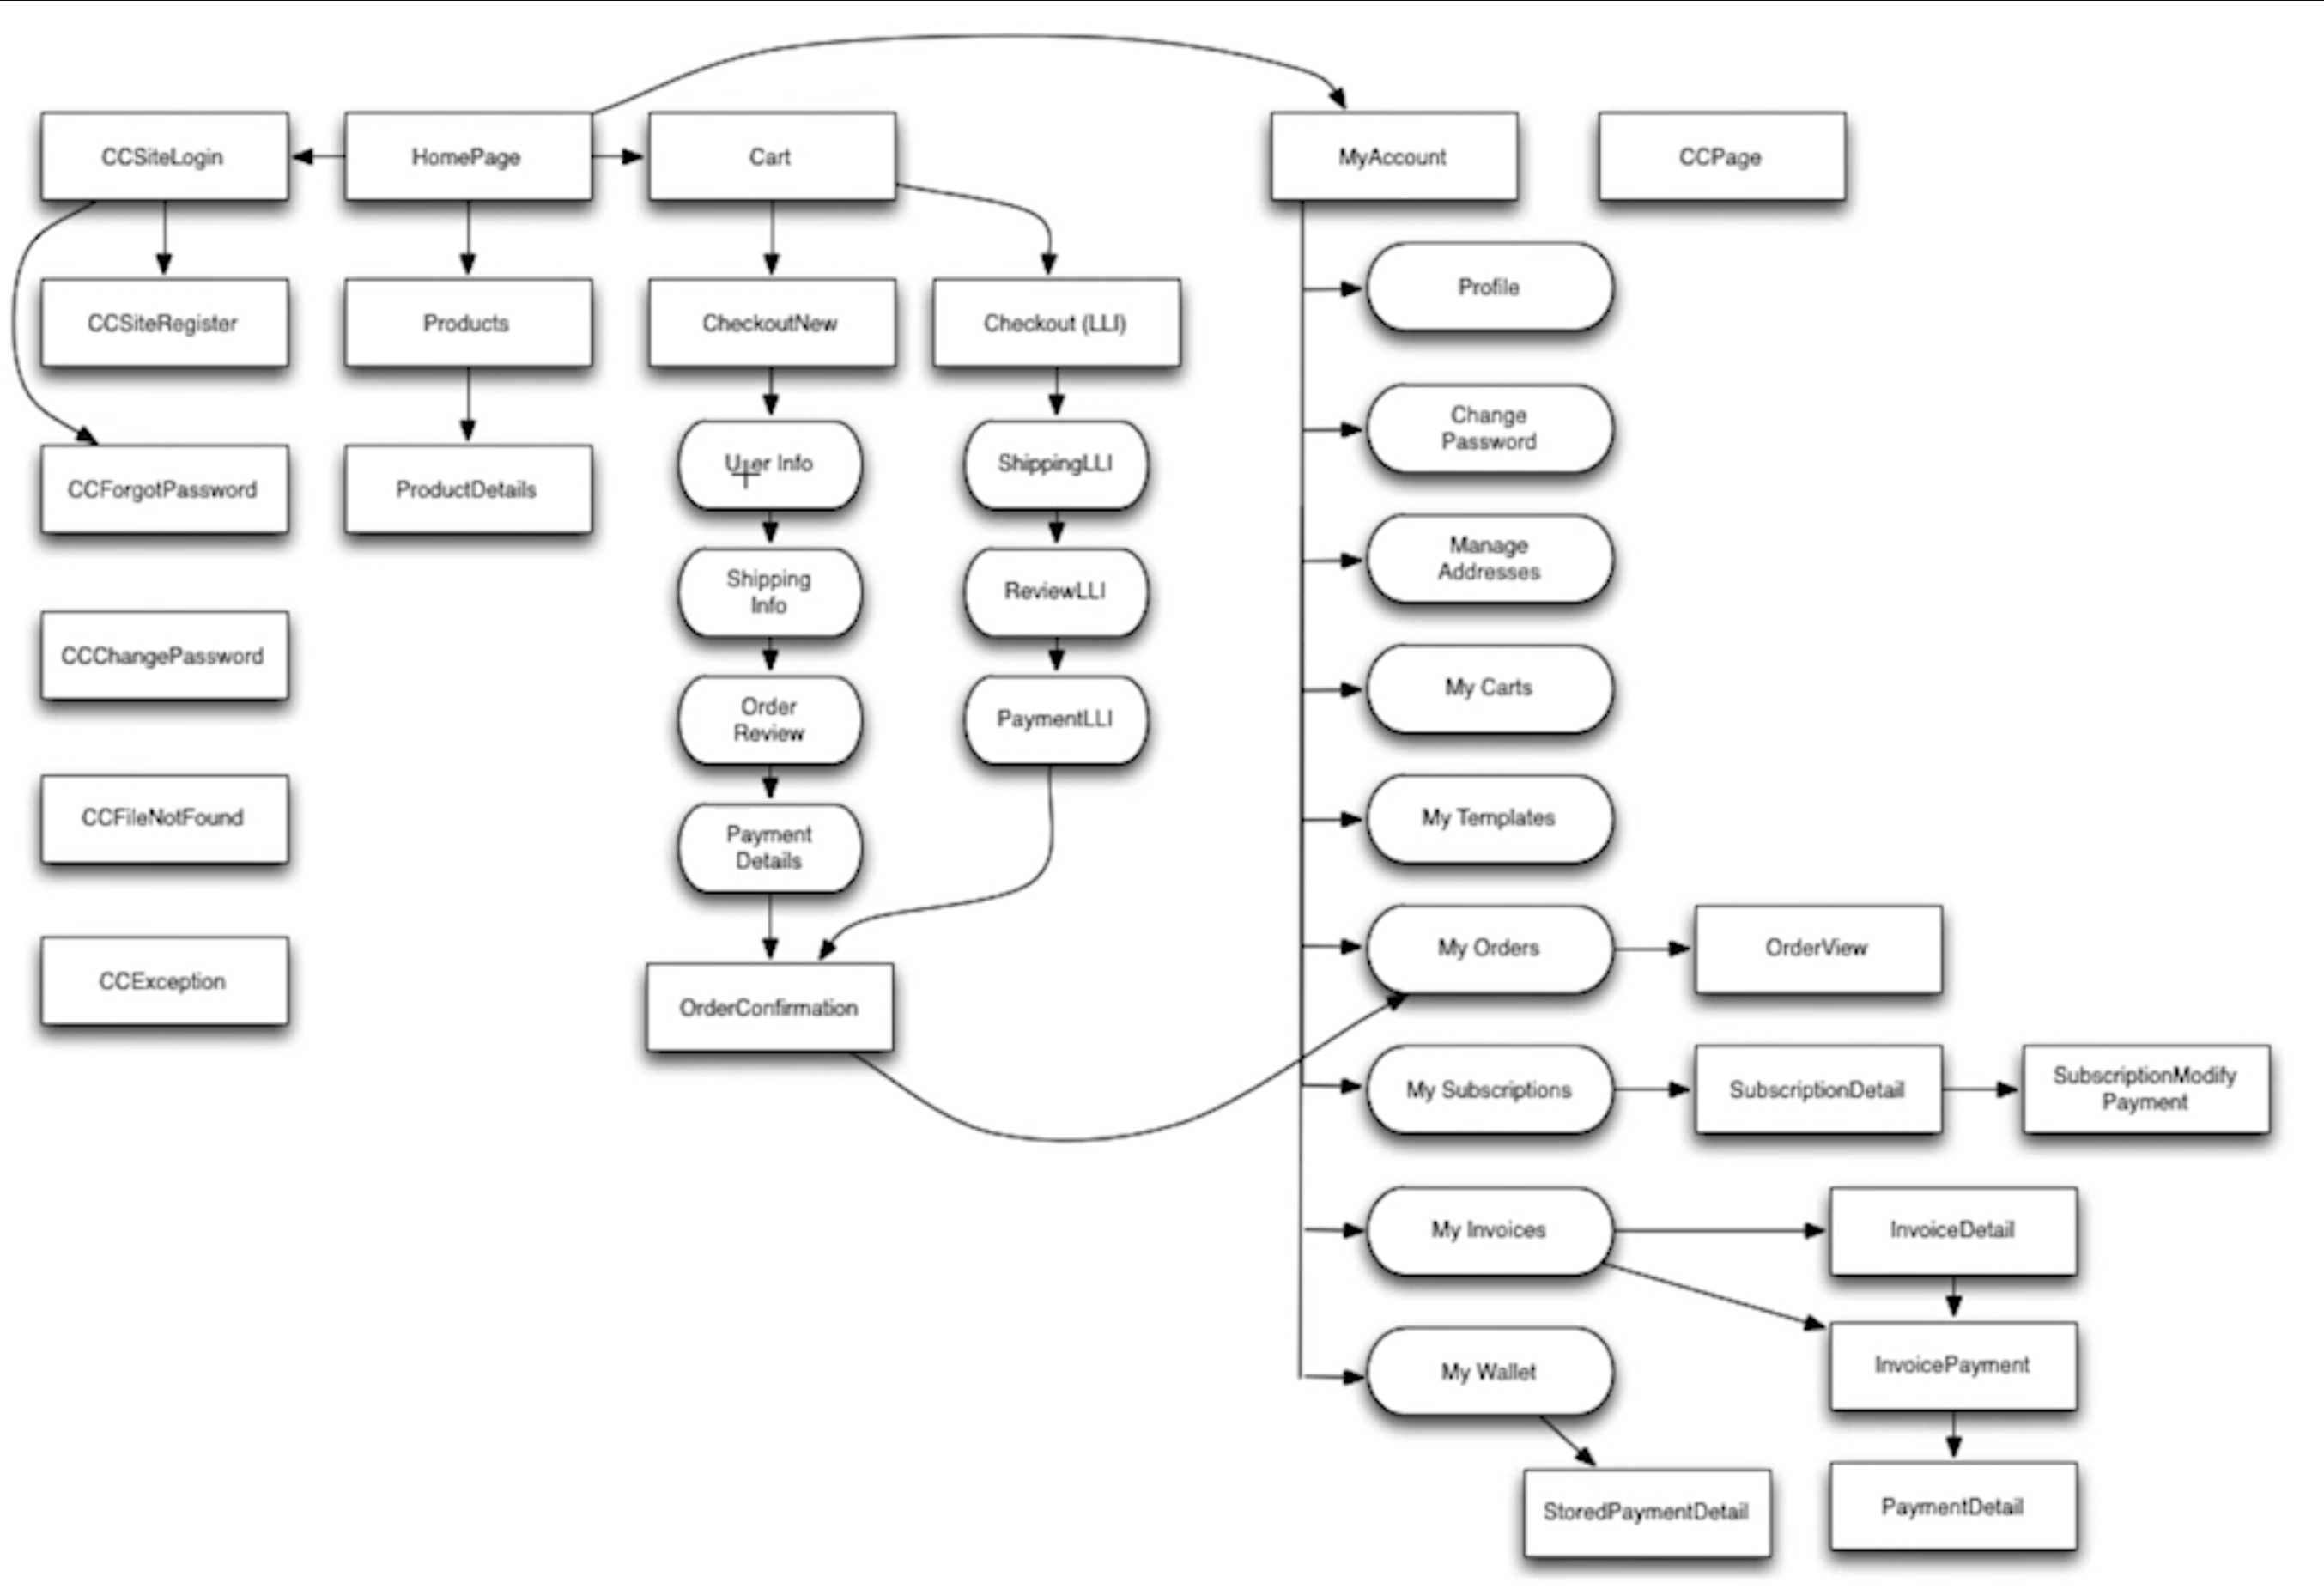 CCSiteLogin
HomePage
Cart
MyAccount
CCPage
CCSiteRegister
Products
CheckoutNew
Checkout (LLI)
Profile
Change
Password
CCForgotPassword
ProductDetails
User Info
ShippingLLI
Manage
Addresses
Shipping
Info
ReviewLLI
CCChangePassword
My Carts
Order
Review
PaymentLLI
CCFileNotFound
My Templates
Payment
Details
My Orders
OrderView
CCException
OrderConfirmation
My Subscriptions
SubscriptionDetail
SubscriptionModify
Payment
My Invoices
InvoiceDetail
My Wallet
InvoicePayment
StoredPaymentDetail
PaymentDetail